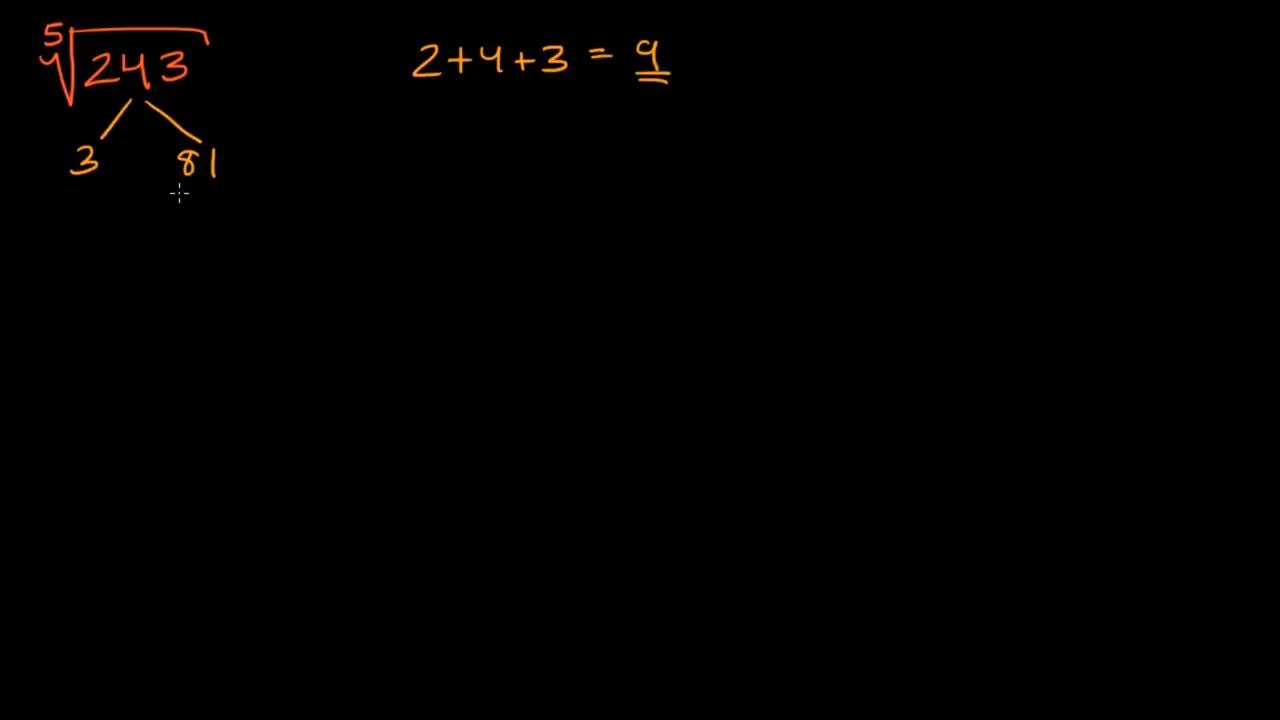 ⁵√243
2+4+3 = 9
3 81